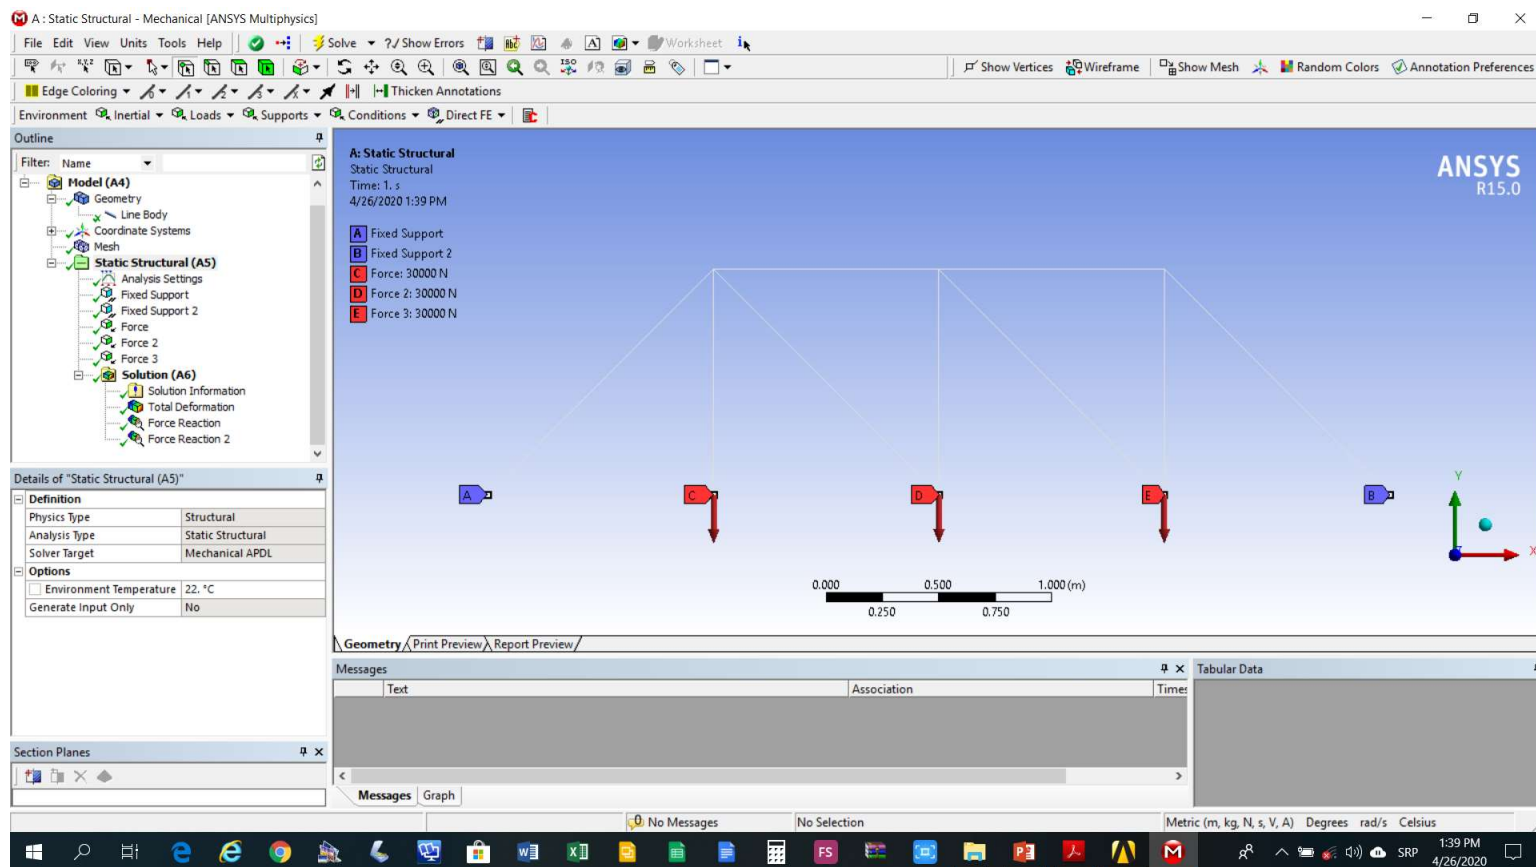 A : Static Structural - Mechanical [ANSYS Multiphysics]
File Edit View Units Tools Help Solve ?/ Show Errors Worksheet
Show Vertices Wireframe Show Mesh Random Colors Annotation Preferences
Edge Coloring Thicken Annotations
Environment Inertial Loads Supports Conditions Direct FE
Outline
Filter: Name
Model (A4)
Geometry
Line Body
Coordinate Systems
Mesh
Static Structural (A5)
Analysis Settings
Fixed Support
Fixed Support 2
Force
Force 2
Force 3
Solution (A6)
Solution Information
Total Deformation
Force Reaction
Force Reaction 2
Details of "Static Structural (A5)"
Definition
Physics Type Structural
Analysis Type Static Structural
Solver Target Mechanical APDL
Options
Environment Temperature 22. °C
Generate Input Only No
Section Planes
A: Static Structural
Static Structural
Time: 1. s
4/26/2020 1:39 PM
A Fixed Support
B Fixed Support 2
C Force: 30000 N
D Force 2: 30000 N
E Force 3: 30000 N
ANSYS
R15.0
A C D E B
Y
X
0.000 0.500 1.000 (m)
0.250 0.750
Geometry Print Preview Report Preview
Messages
Text Association Times
Tabular Data
Messages Graph
No Messages No Selection Metric (m, kg, N, s, V, A) Degrees rad/s Celsius
SRP 1:39 PM
4/26/2020